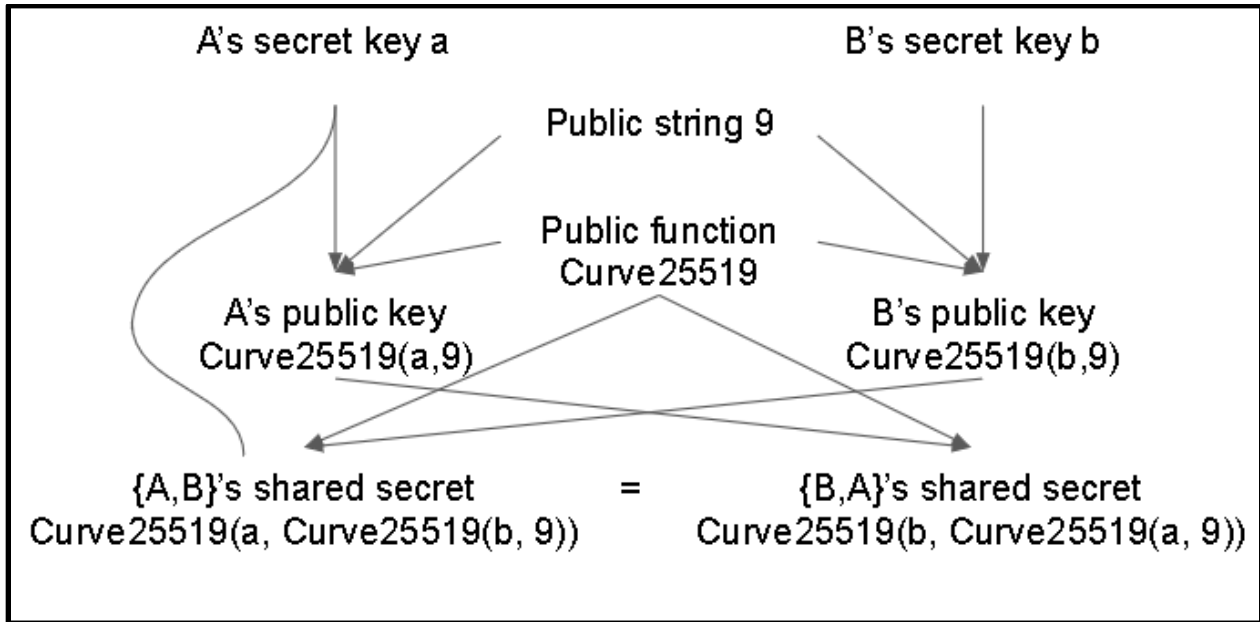 A's secret key a
B's secret key b
Public string 9
Public function
Curve25519
A's public key
Curve25519(a,9)
B's public key
Curve25519(b,9)
{A,B}'s shared secret
Curve25519(a, Curve25519(b, 9))
=
{B,A}'s shared secret
Curve25519(b, Curve25519(a, 9))